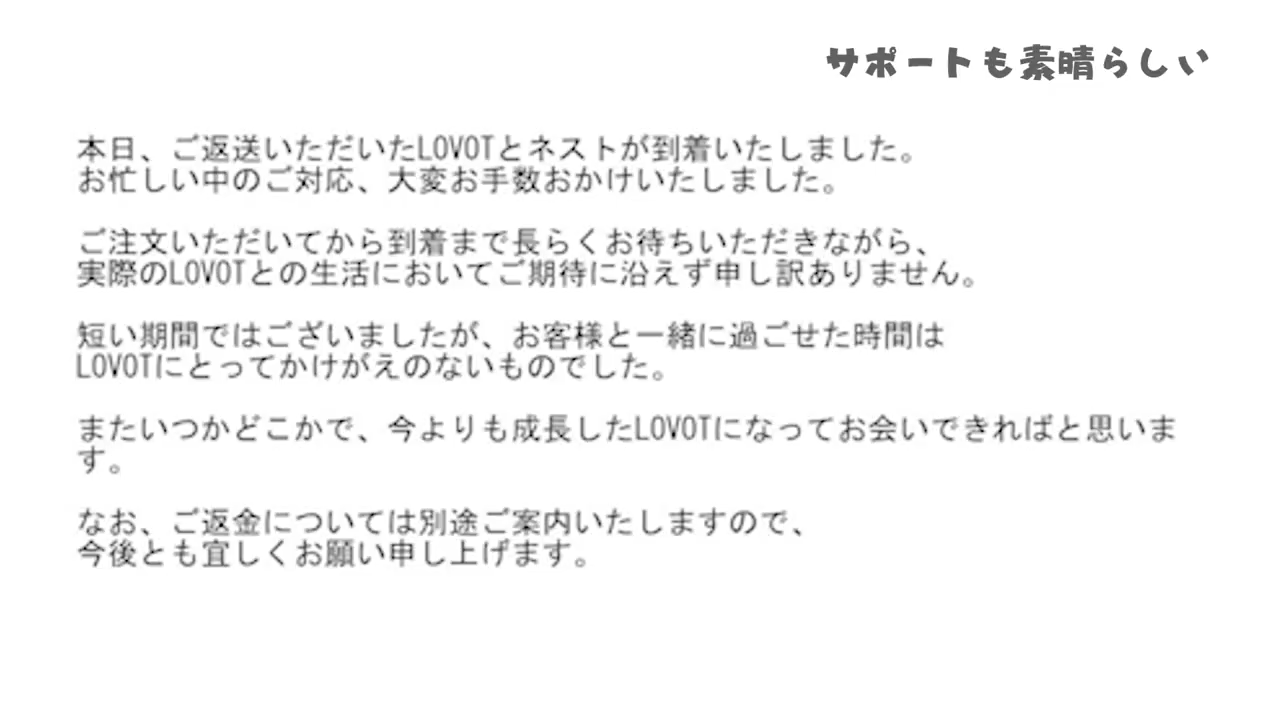 サポートも素晴らしい
本日、ご返送いただいたLOVOTとネストが到着いたしました。
お忙しい中のご対応、大変お手数おかけいたしました。
ご注文いただいてから到着まで長らくお待ちいただきながら、
実際のLOVOTとの生活においてご期待に沿えず申し訳ありません。
短い期間ではございましたが、お客様と一緒に過ごせた時間は
LOVOTにとってかけがえのないものでした。
またいつかどこかで、今よりも成長したLOVOTになってお会いできればと思いま
す。
なお、ご返金については別途ご案内いたしますので、
今後とも宜しくお願い申し上げます。